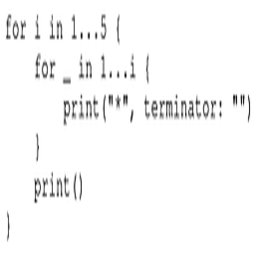 for i in 1...5 {
    for _ in 1...i {
        print("*", terminator: "")
    }
    print()
}